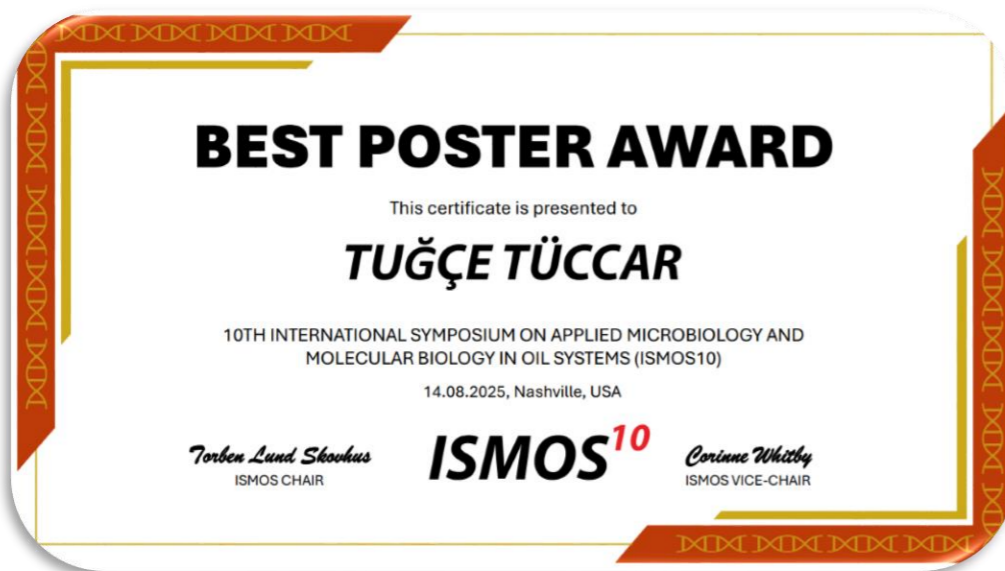 BEST POSTER AWARD
This certificate is presented to
TUĞÇE TÜCCAR
10TH INTERNATIONAL SYMPOSIUM ON APPLIED MICROBIOLOGY AND
MOLECULAR BIOLOGY IN OIL SYSTEMS (ISMOS10)
14.08.2025, Nashville, USA
Torben Lund Skovhus
ISMOS CHAIR
ISMOS10
Corinne Whitby
ISMOS VICE-CHAIR